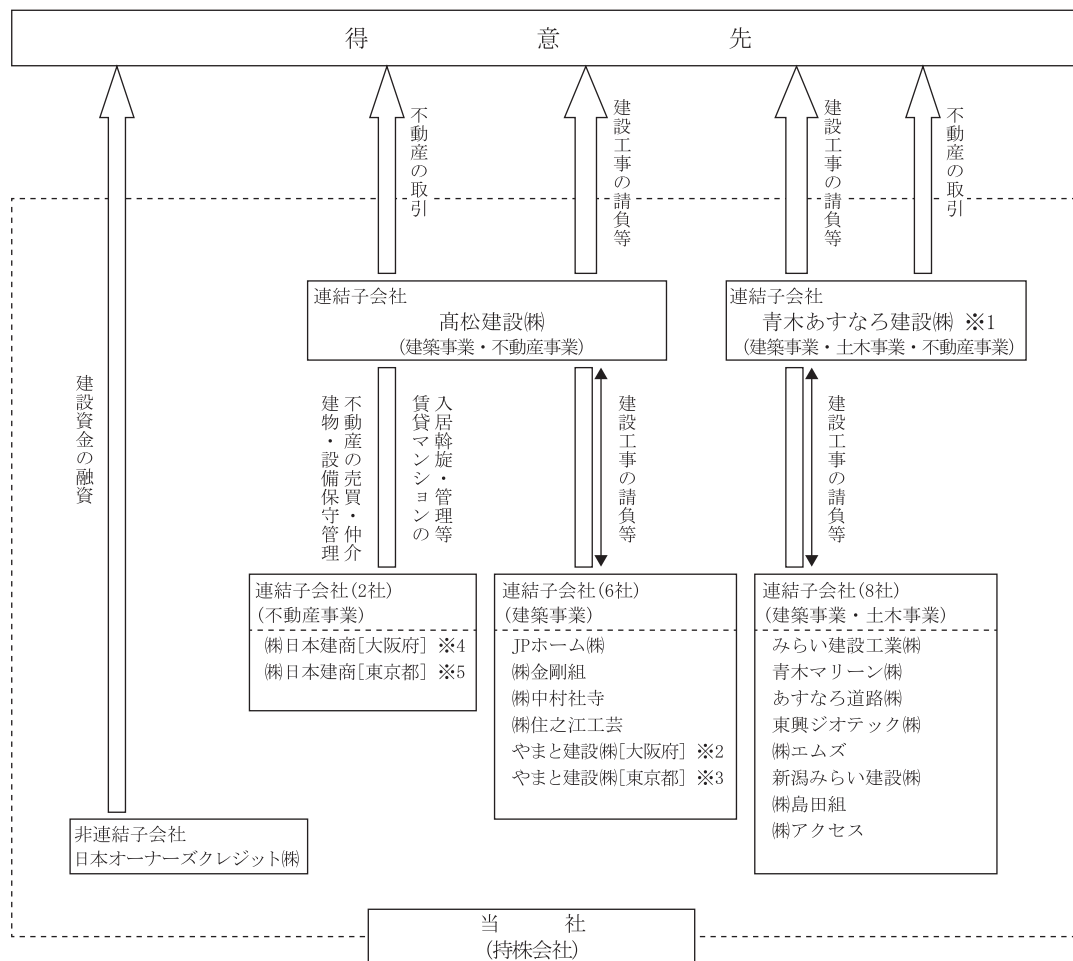 得意先
不動産の取引
建設工事の請負等
建設工事の請負等
不動産の取引
建設資金の融資
連結子会社
髙松建設㈱
(建築事業・不動産事業)
連結子会社
青木あすなろ建設㈱ ※1
(建築事業・土木事業・不動産事業)
入居斡旋・管理等
賃貸マンションの
不動産の売買・仲介
建物・設備保守管理
建設工事の請負等
建設工事の請負等
連結子会社(2社)
(不動産事業)
㈱日本建商[大阪府] ※4
㈱日本建商[東京都] ※5
連結子会社(6社)
(建築事業)
JPホーム㈱
㈱金剛組
㈱中村社寺
㈱住之江工芸
やまと建設㈱[大阪府] ※2
やまと建設㈱[東京都] ※3
連結子会社(8社)
(建築事業・土木事業)
みらい建設工業㈱
青木マリーン㈱
あすなろ道路㈱
東興ジオテック㈱
㈱エムズ
新潟みらい建設㈱
㈱島田組
㈱アクセス
非連結子会社
日本オーナーズクレジット㈱
当社
(持株会社)